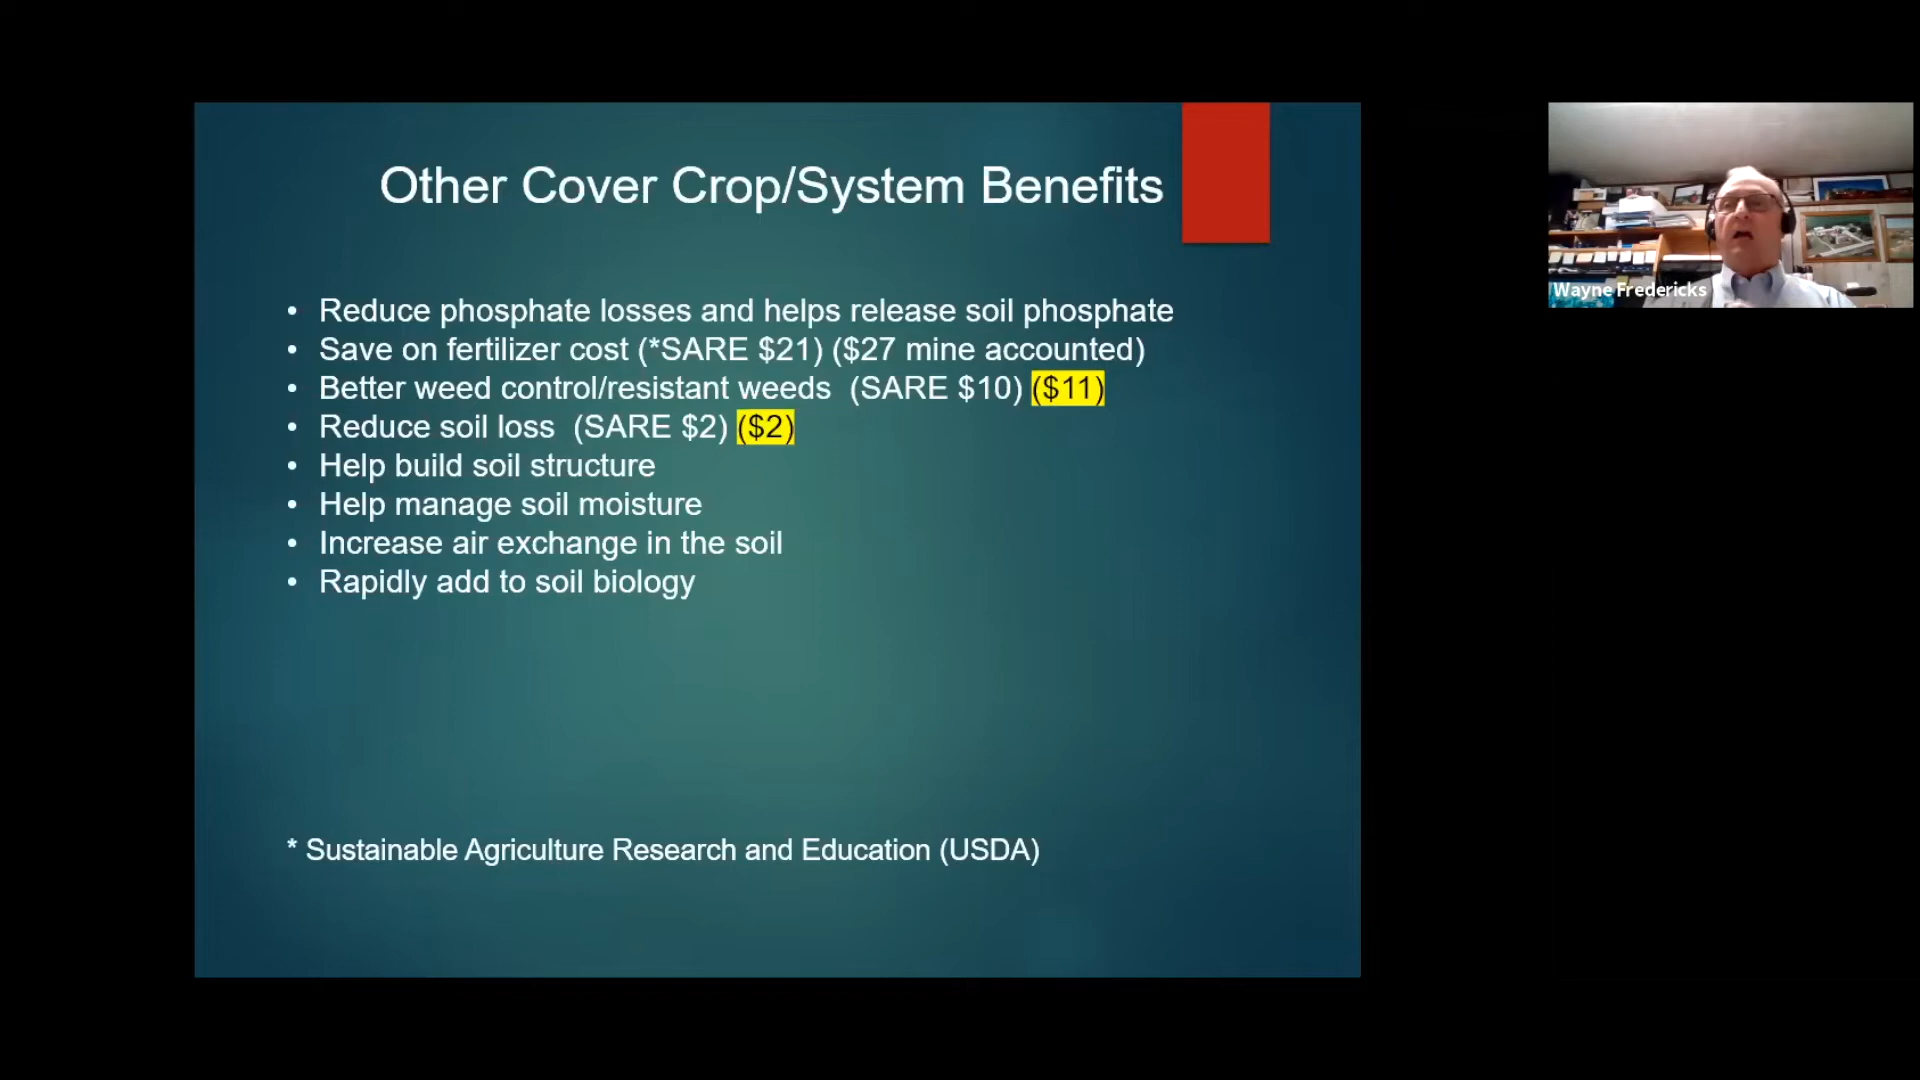 Other Cover Crop/System Benefits
• Reduce phosphate losses and helps release soil phosphate
• Save on fertilizer cost (*SARE $21) ($27 mine accounted)
• Better weed control/resistant weeds (SARE $10) ($11)
• Reduce soil loss (SARE $2) ($2)
• Help build soil structure
• Help manage soil moisture
• Increase air exchange in the soil
• Rapidly add to soil biology
* Sustainable Agriculture Research and Education (USDA)
Wayne Fredericks